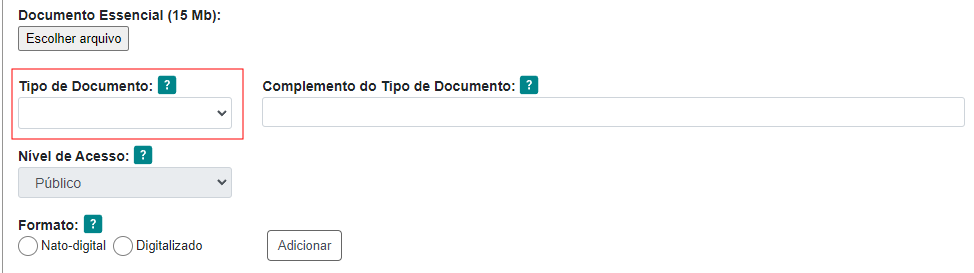 Documento Essencial (15 Mb):
Escolher arquivo
Tipo de Documento: ? Complemento do Tipo de Documento: ?
Nível de Acesso: ?
Público
Formato: ?
Nato-digital Digitalizado Adicionar